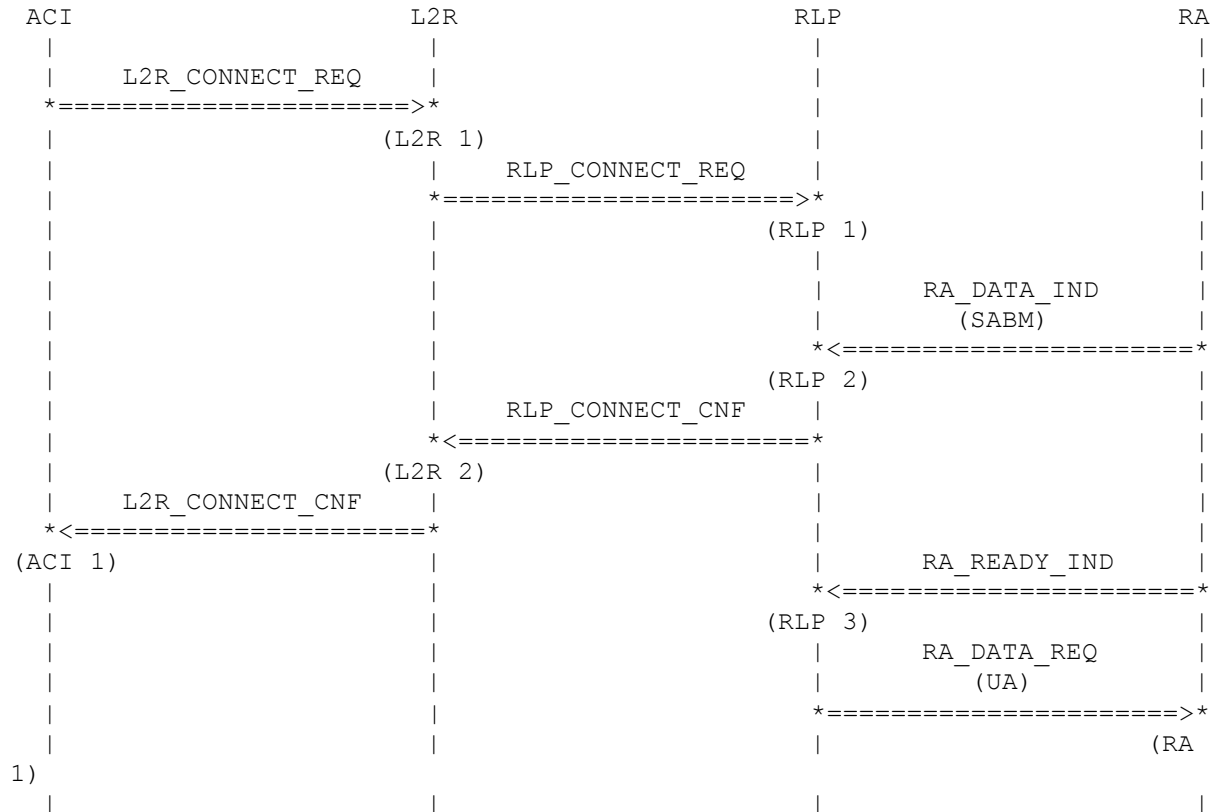 ACI L2R RLP RA
| | | |
| L2R_CONNECT_REQ | | |
*======================>* | |
| (L2R 1) | |
| | RLP_CONNECT_REQ | |
| *======================>* |
| | (RLP 1) |
| | | |
| | | RA_DATA_IND |
| | | (SABM) |
| | *<======================*
| | (RLP 2) |
| | RLP_CONNECT_CNF | |
| *<======================* |
| (L2R 2) | |
| L2R_CONNECT_CNF | | |
*<======================* | |
(ACI 1) | | RA_READY_IND |
| | *<======================*
| | (RLP 3) |
| | | RA_DATA_REQ |
| | | (UA) |
| | *======================>*
| | | (RA
1)
| | | |